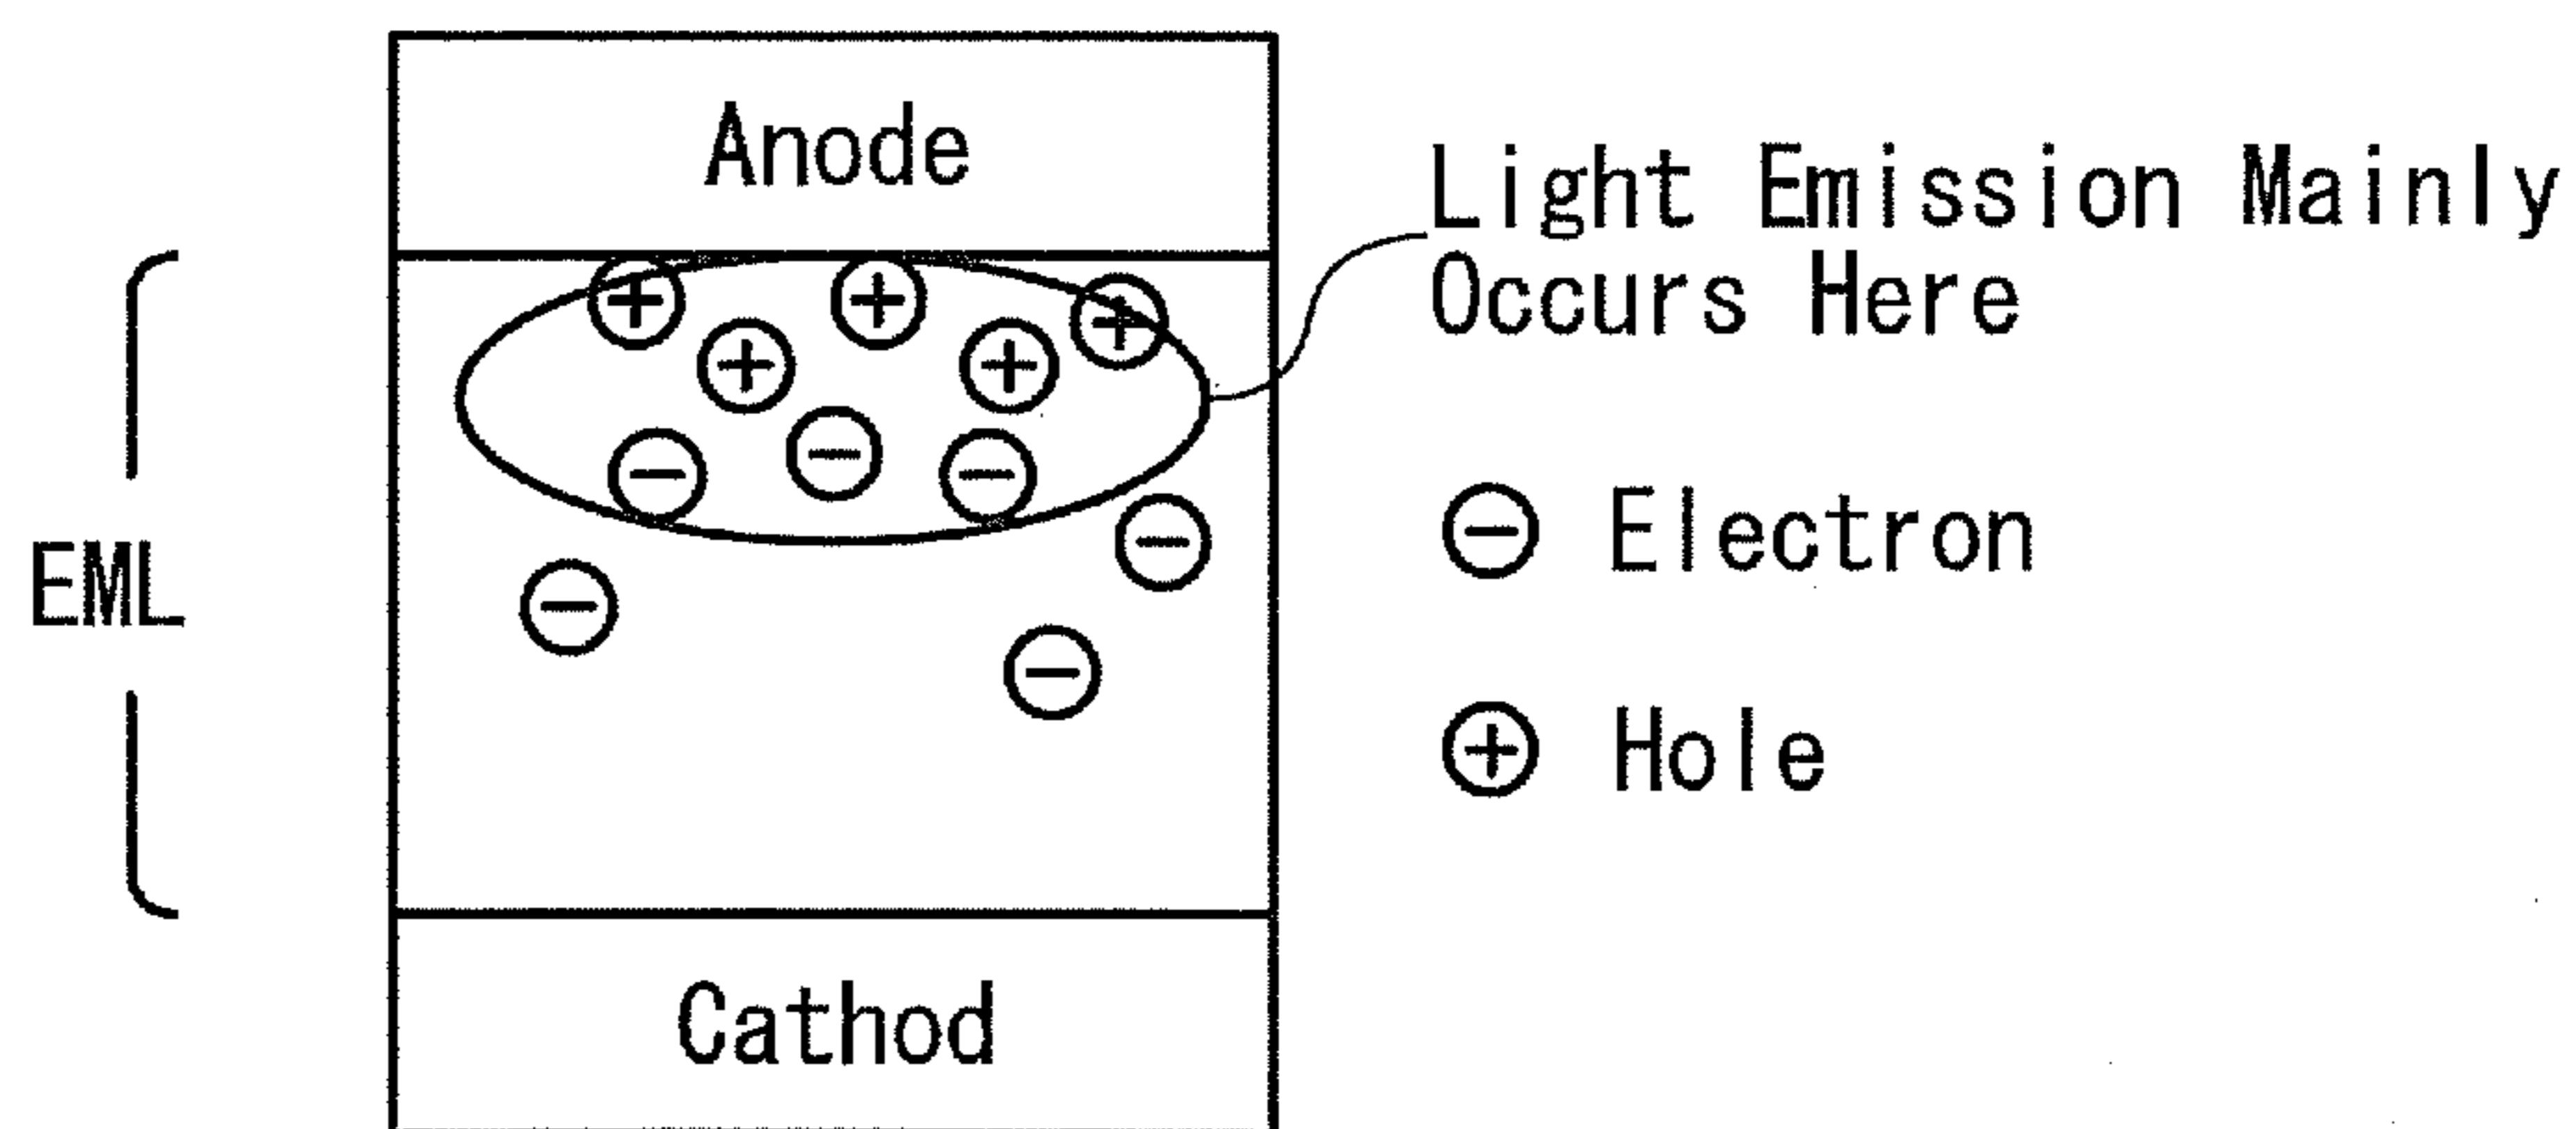 Anode
Light Emission Mainly
Occurs Here
EML
⊖ Electron
⊕ Hole
Cathod